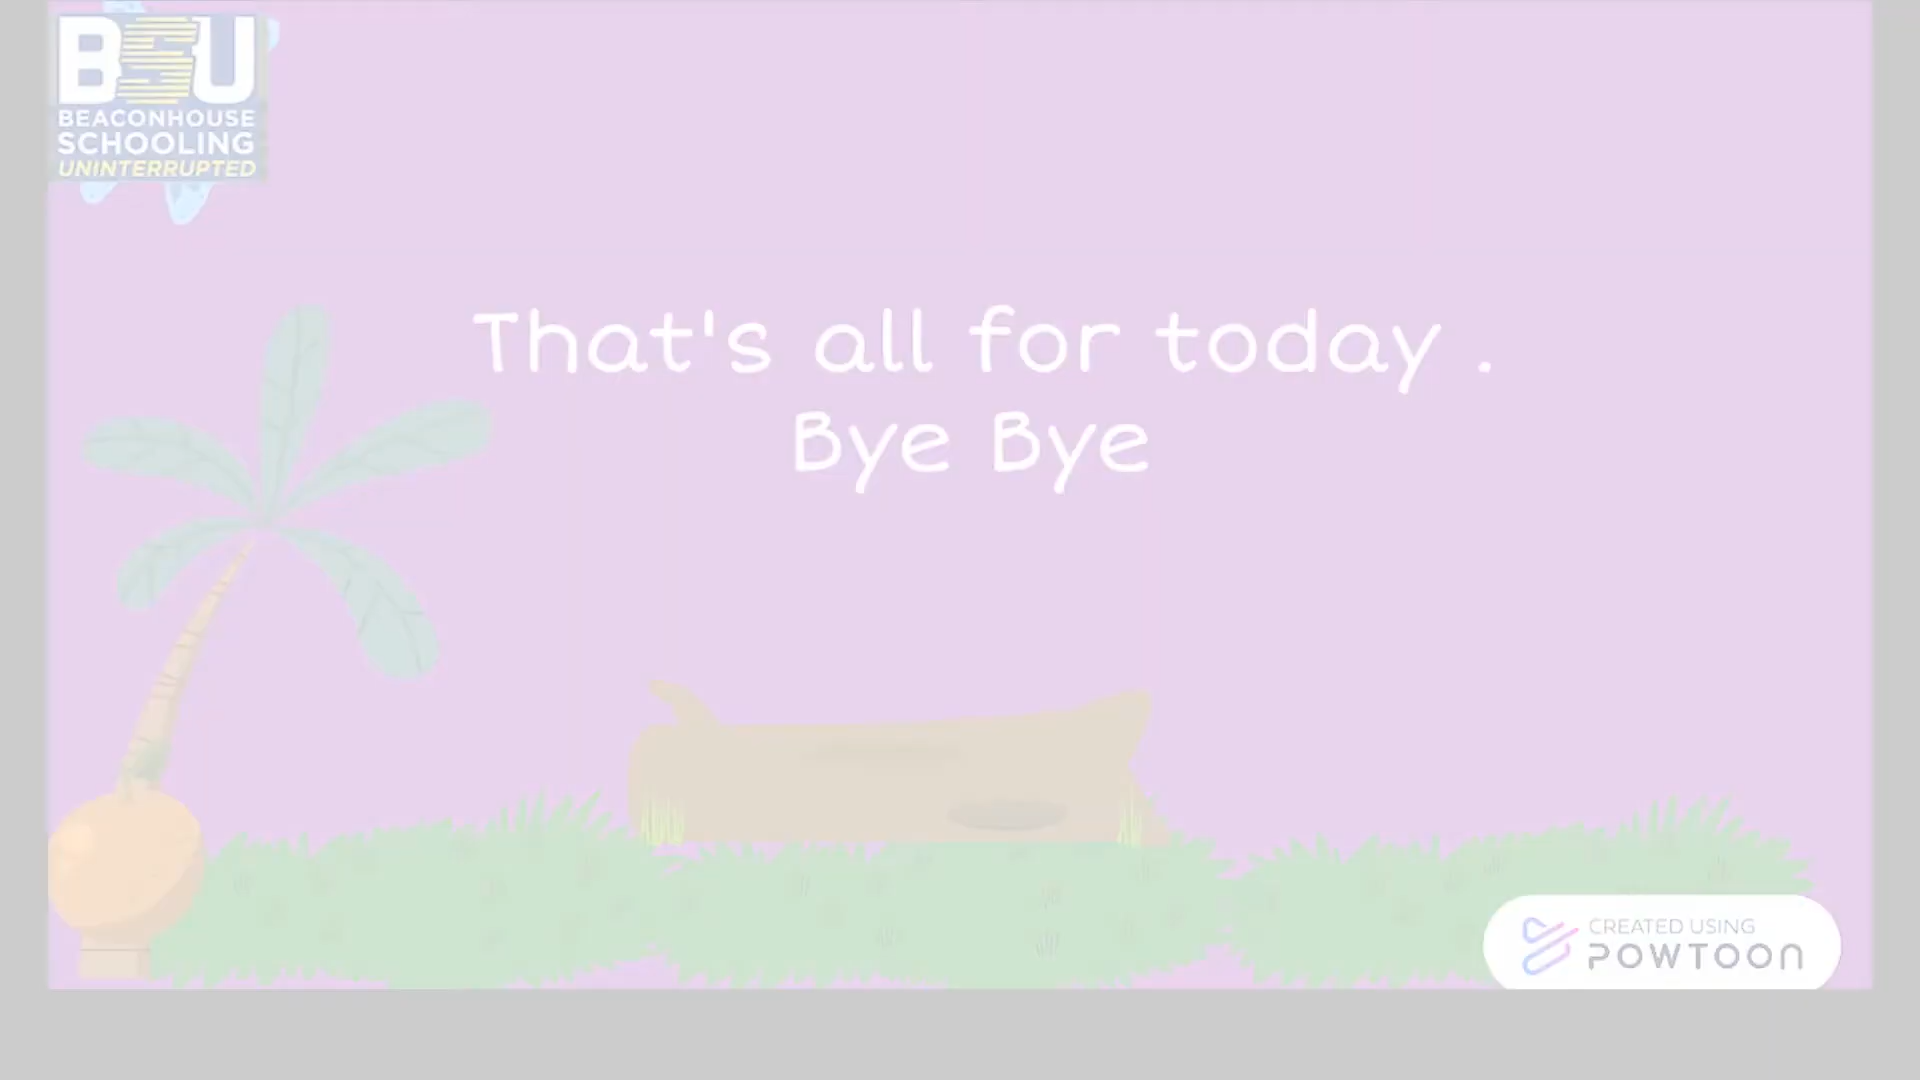 BSU
BEACONHOUSE
SCHOOLING
UNINTERRUPTED
That's all for today .
Bye Bye
CREATED USING
POWTOON